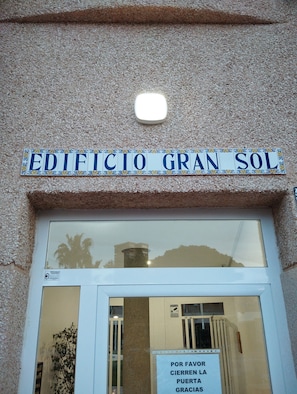 EDIFICIO GRAN SOL
POR FAVOR
CIERREN LA
PUERTA
GRACIAS